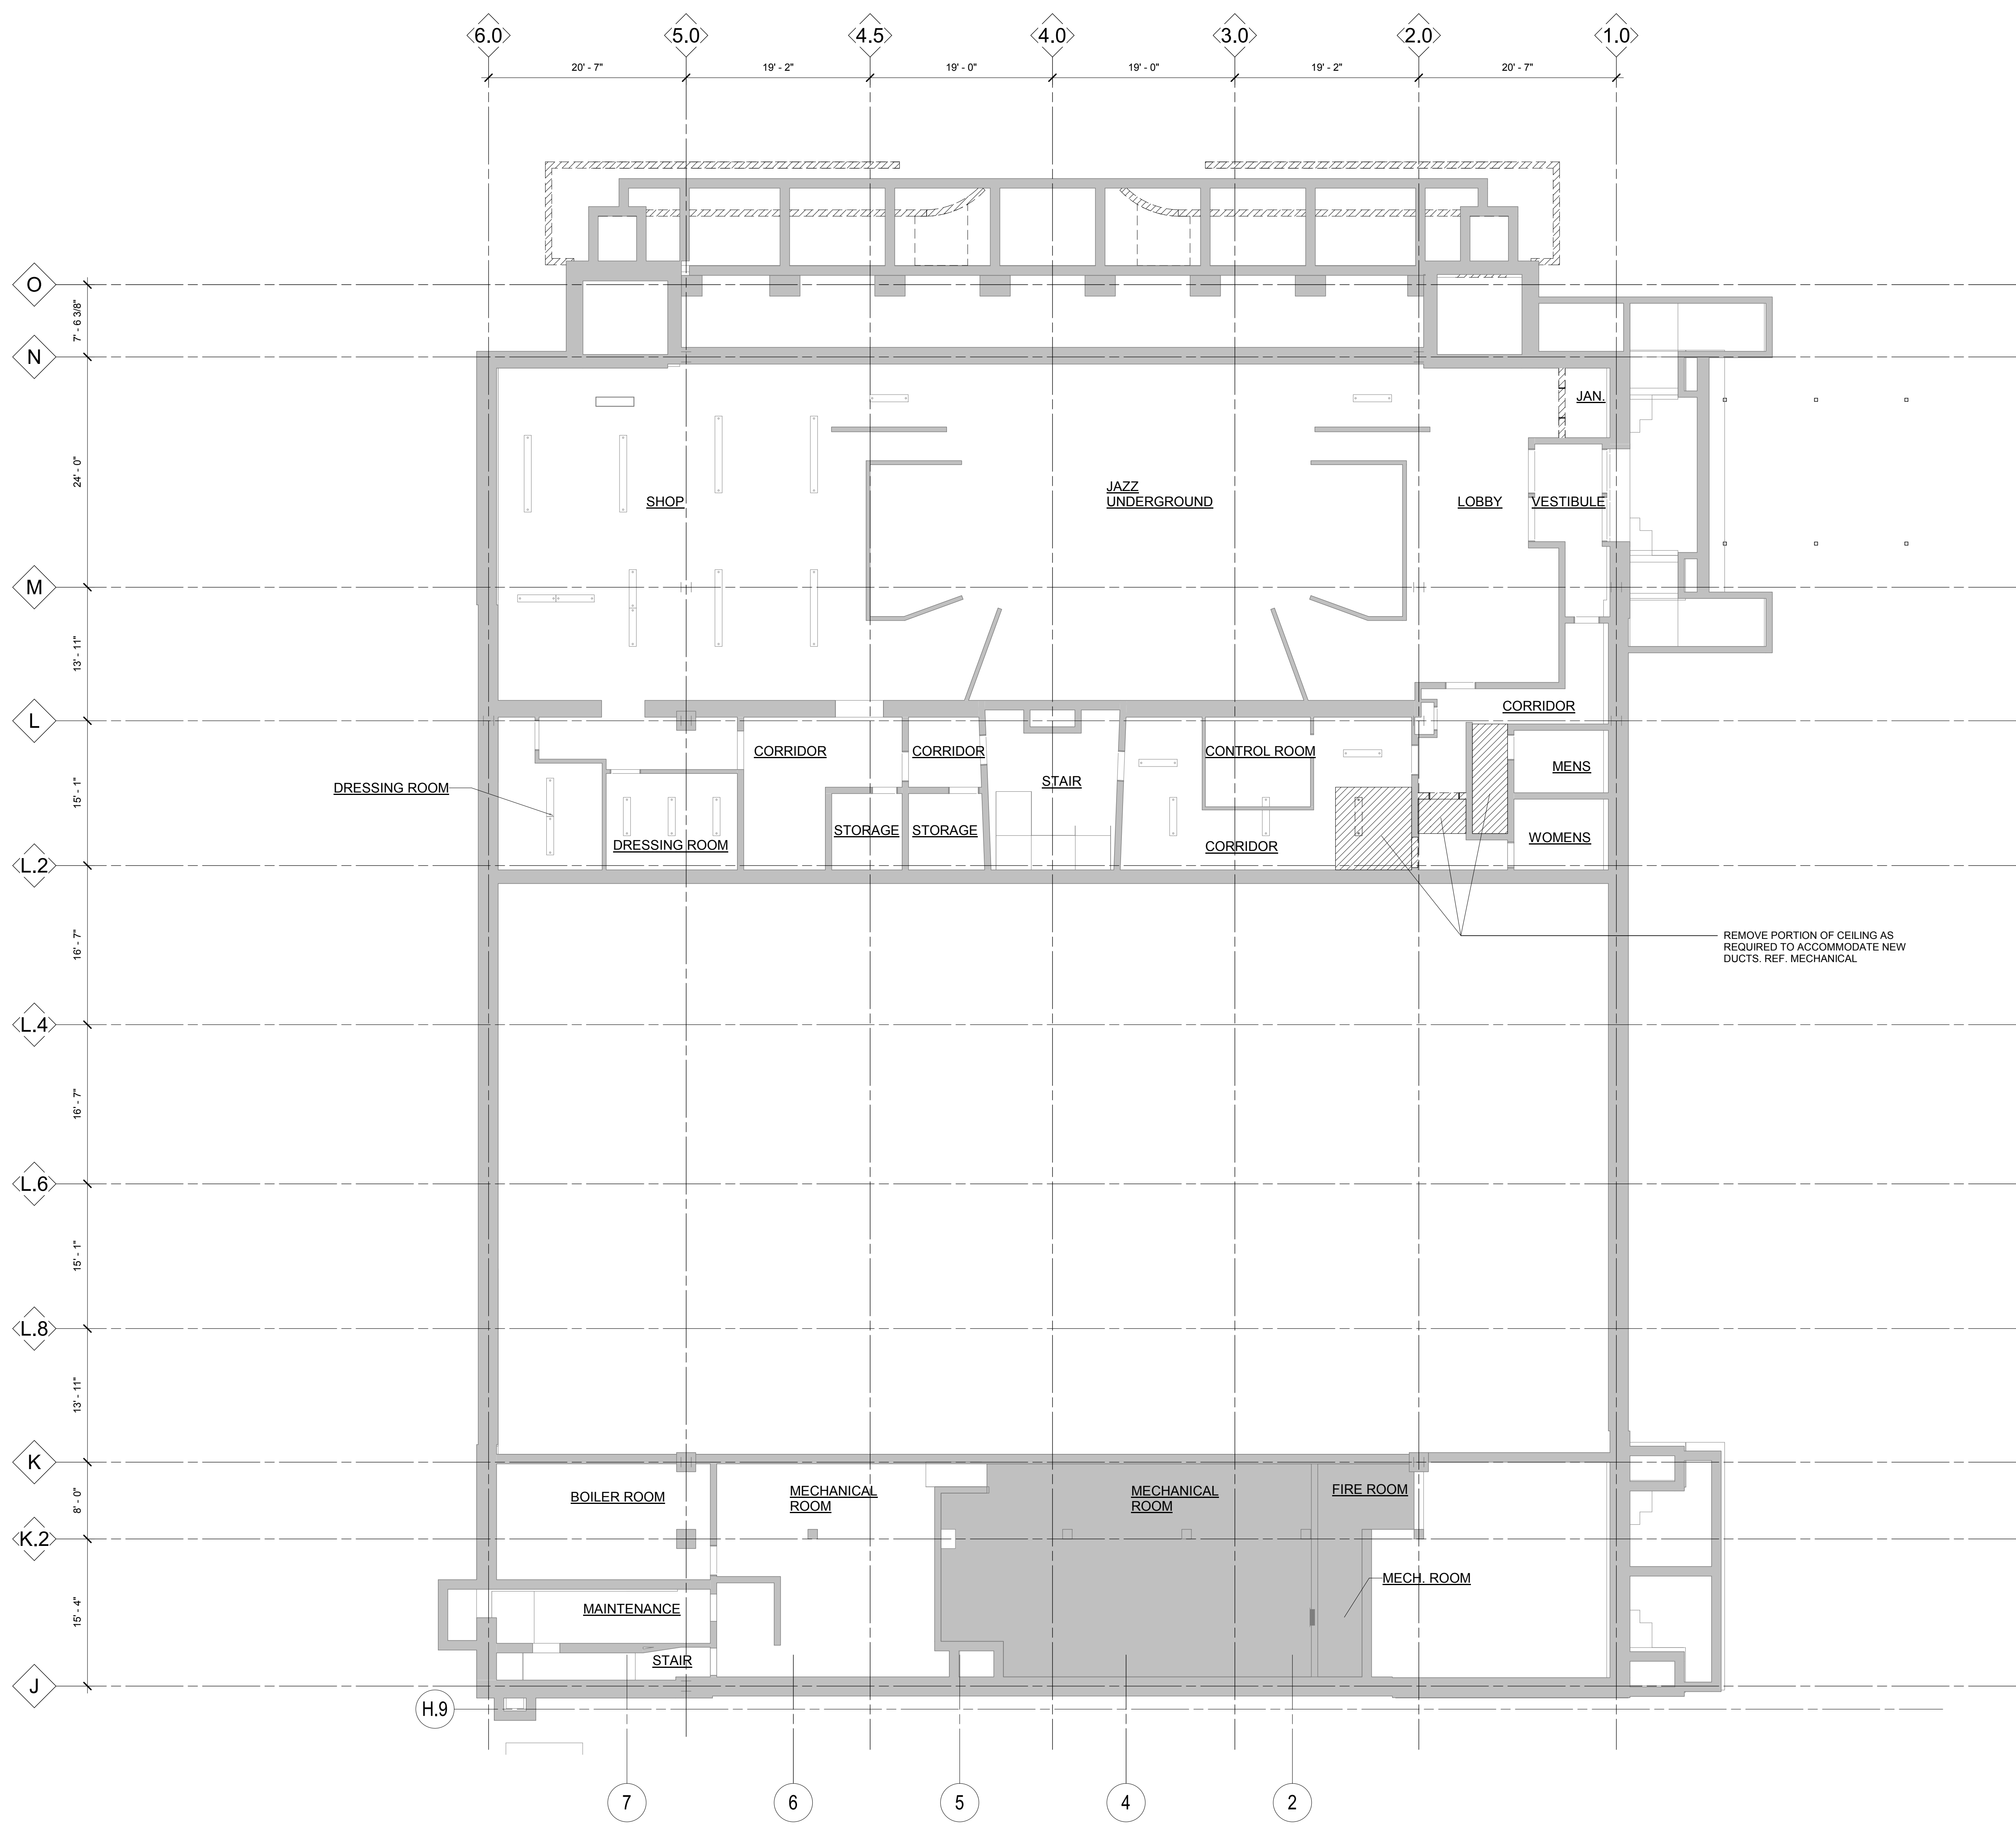 6.0 5.0 4.5 4.0 3.0 2.0 1.0
20' - 7" 19' - 2" 19' - 0" 19' - 0" 19' - 2" 20' - 7"
O
7' - 6 3/8"
N
24' - 0"
M
13' - 11"
L
15' - 1"
L.2
16' - 7"
L.4
16' - 7"
L.6
15' - 1"
L.8
13' - 11"
K
8' - 0"
K.2
15' - 4"
J
H.9
JAN.
SHOP
JAZZ
UNDERGROUND
LOBBY
VESTIBULE
CORRIDOR
CORRIDOR
CORRIDOR
CONTROL ROOM
STAIR
MENS
DRESSING ROOM
STORAGE
STORAGE
DRESSING ROOM
CORRIDOR
WOMENS
REMOVE PORTION OF CEILING AS
REQUIRED TO ACCOMMODATE NEW
DUCTS. REF. MECHANICAL
BOILER ROOM
MECHANICAL
ROOM
MECHANICAL
ROOM
FIRE ROOM
MECH. ROOM
MAINTENANCE
STAIR
7 6 5 4 2